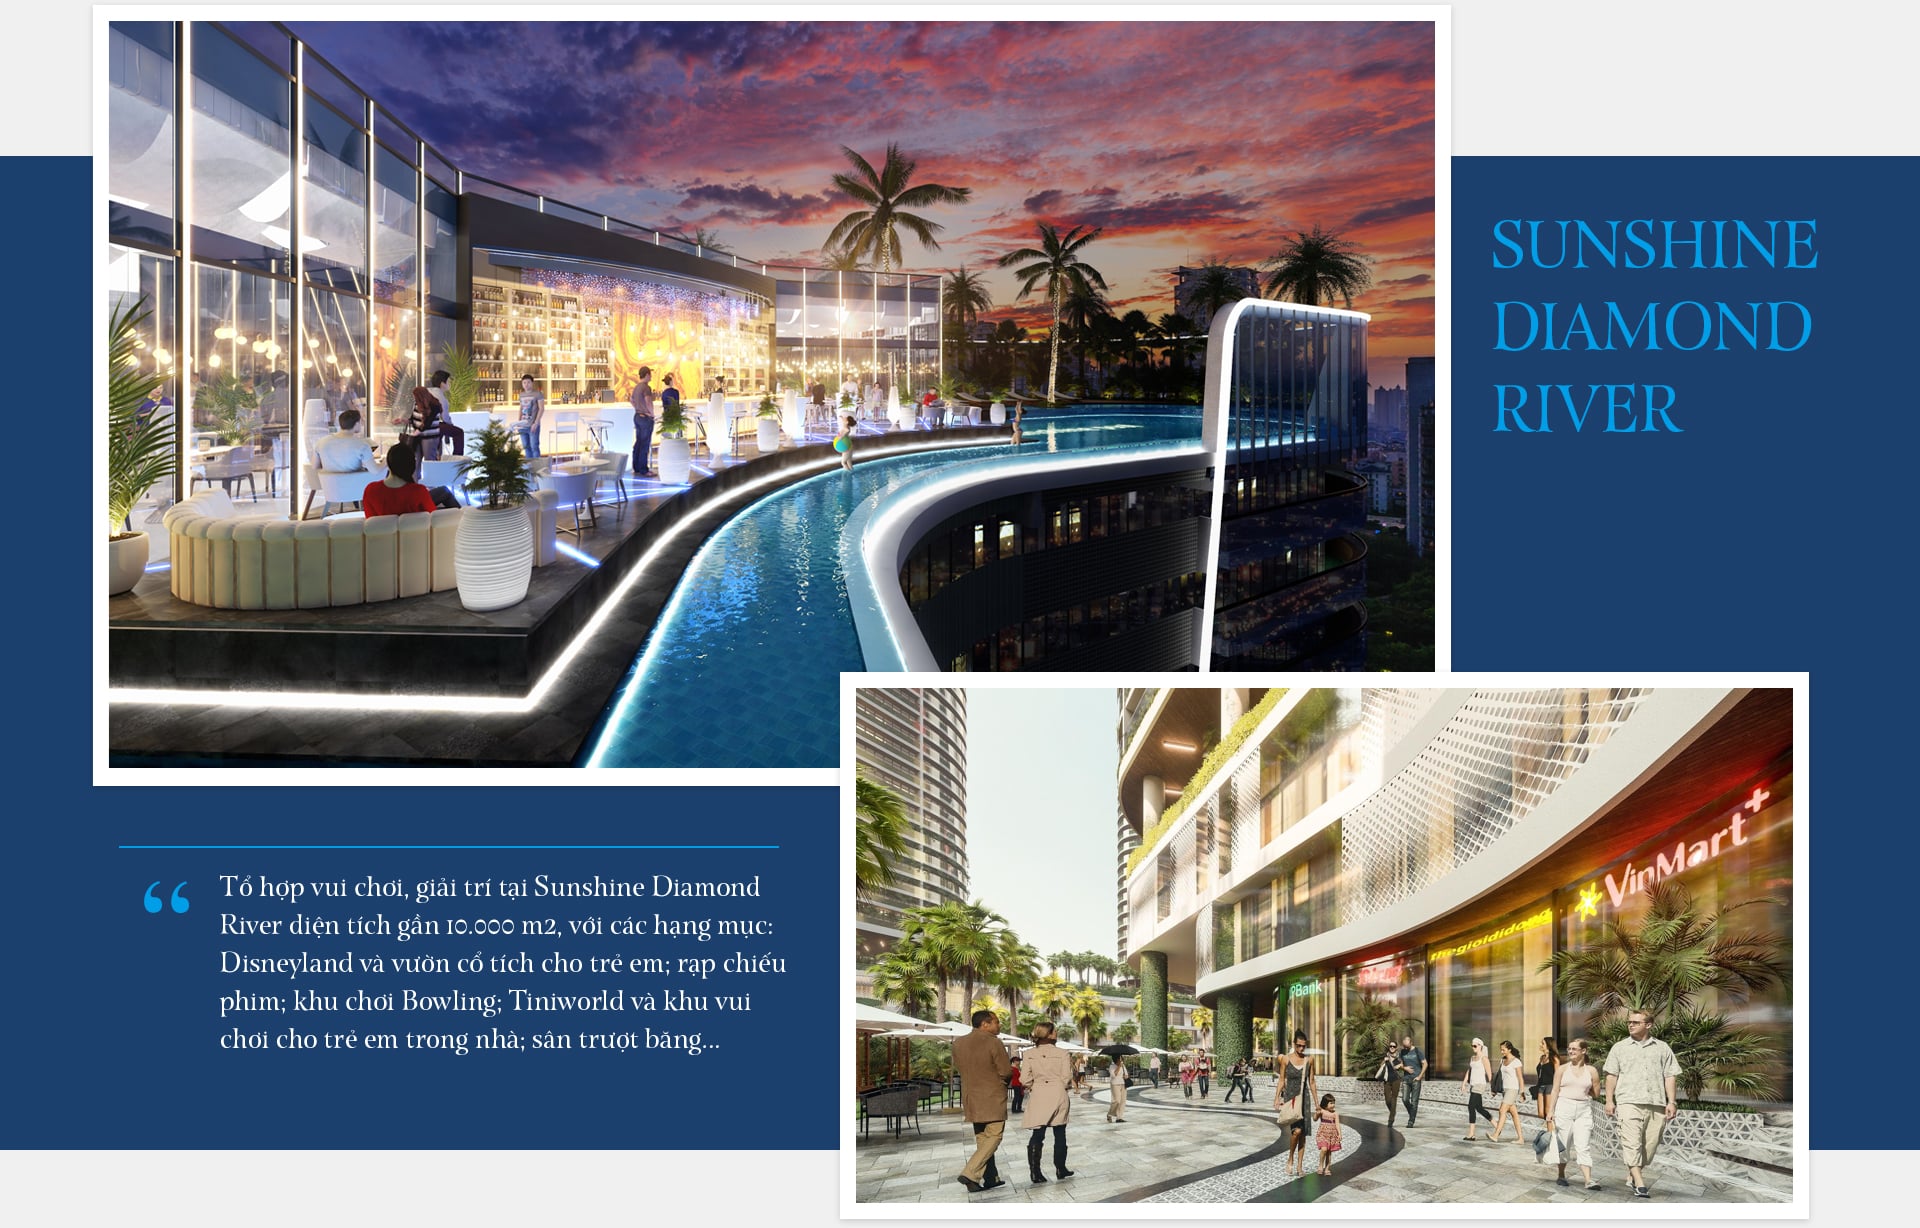 SUNSHINE
DIAMOND
RIVER
Tổ hợp vui chơi, giải trí tại Sunshine Diamond
River diện tích gần 10.000 m2, với các hạng mục:
Disneyland và vườn cổ tích cho trẻ em; rạp chiếu
phim; khu chơi Bowling; Tiniworld và khu vui
chơi cho trẻ em trong nhà; sân trượt băng...
VinMart+
thegioididong
PBank